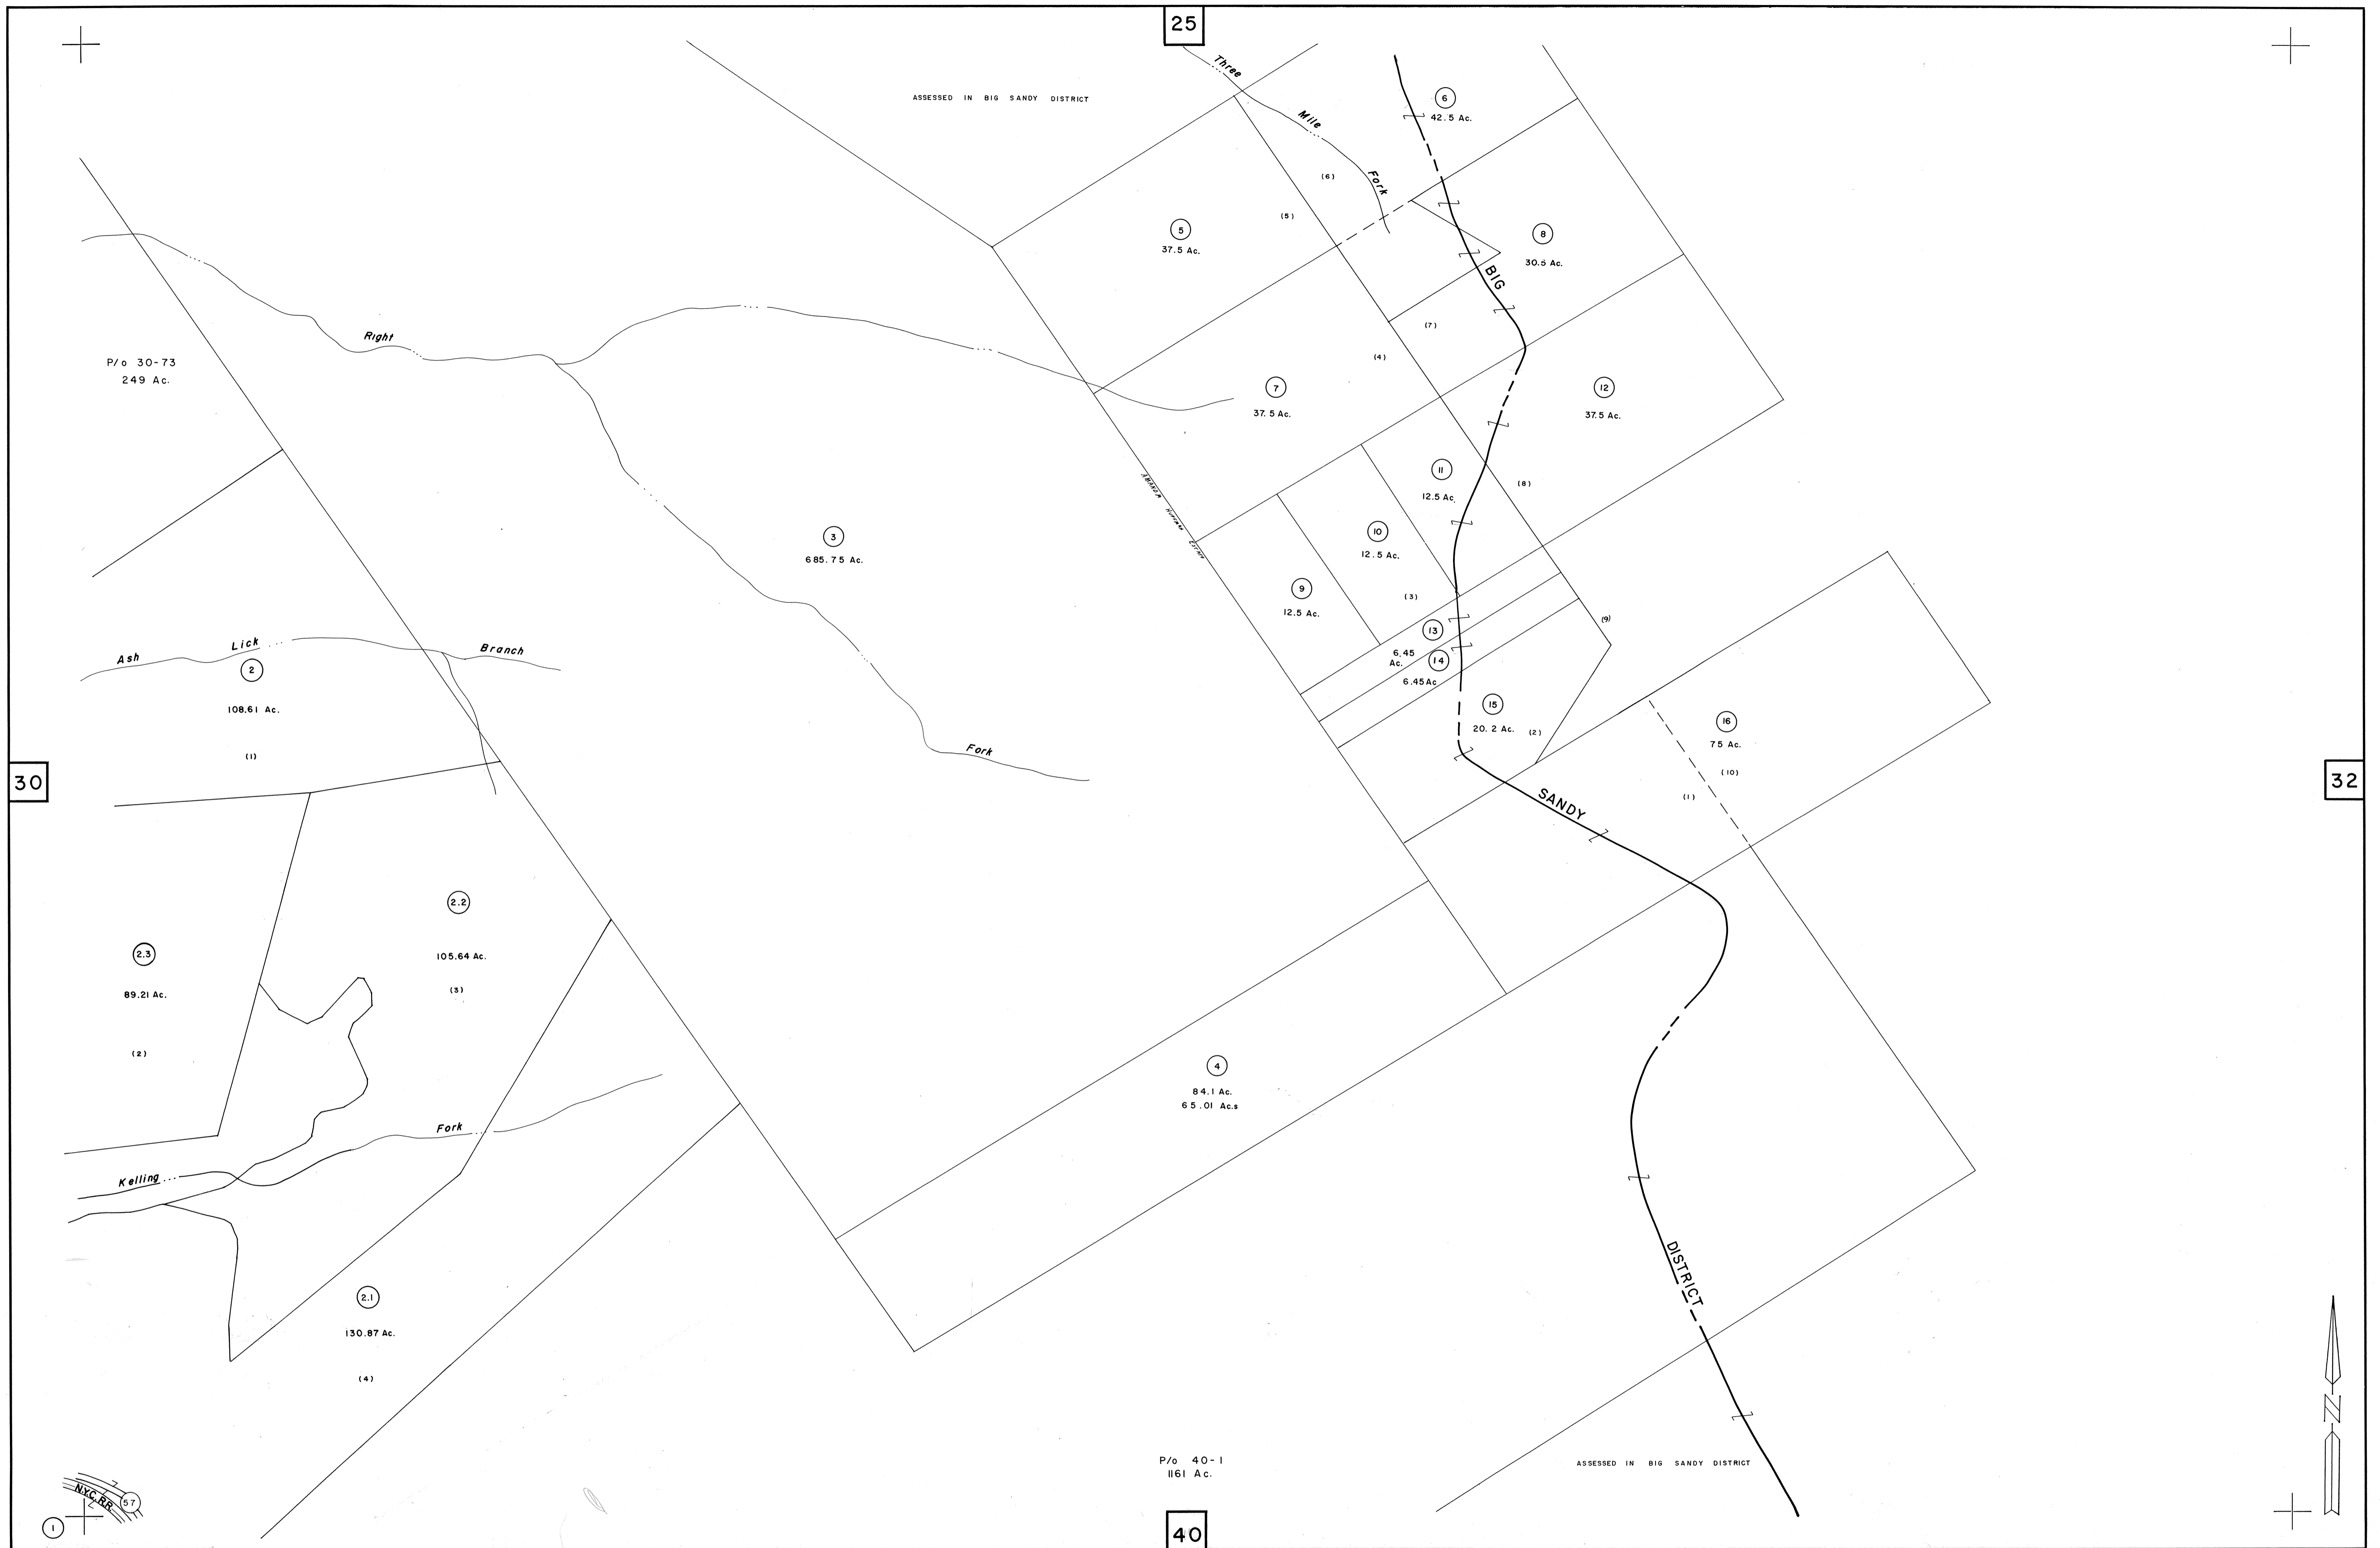 25
ASSESSED IN BIG SANDY DISTRICT
Three
Mile
Fork
6
42.5 Ac.
(6)
(5)
5
37.5 Ac.
8
30.5 Ac.
BIG
(7)
(4)
Right
P/o 30-73
249 Ac.
7
37.5 Ac.
12
37.5 Ac.
11
12.5 Ac.
(8)
10
12.5 Ac.
3
685.75 Ac.
9
12.5 Ac.
(3)
13
6.45
Ac.
14
6.45 Ac
(9)
Ash Lick Branch
2
108.61 Ac.
(1)
15
20.2 Ac.
(2)
16
75 Ac.
(10)
(1)
Fork
30
32
SANDY
2.2
105.64 Ac.
(3)
2.3
89.21 Ac.
(2)
4
84.1 Ac.
65.01 Ac.s
Kelling Fork
DISTRICT
2.1
130.87 Ac.
(4)
P/o 40-1
1161 Ac.
ASSESSED IN BIG SANDY DISTRICT
N
N.Y.C. RR
57
1
40